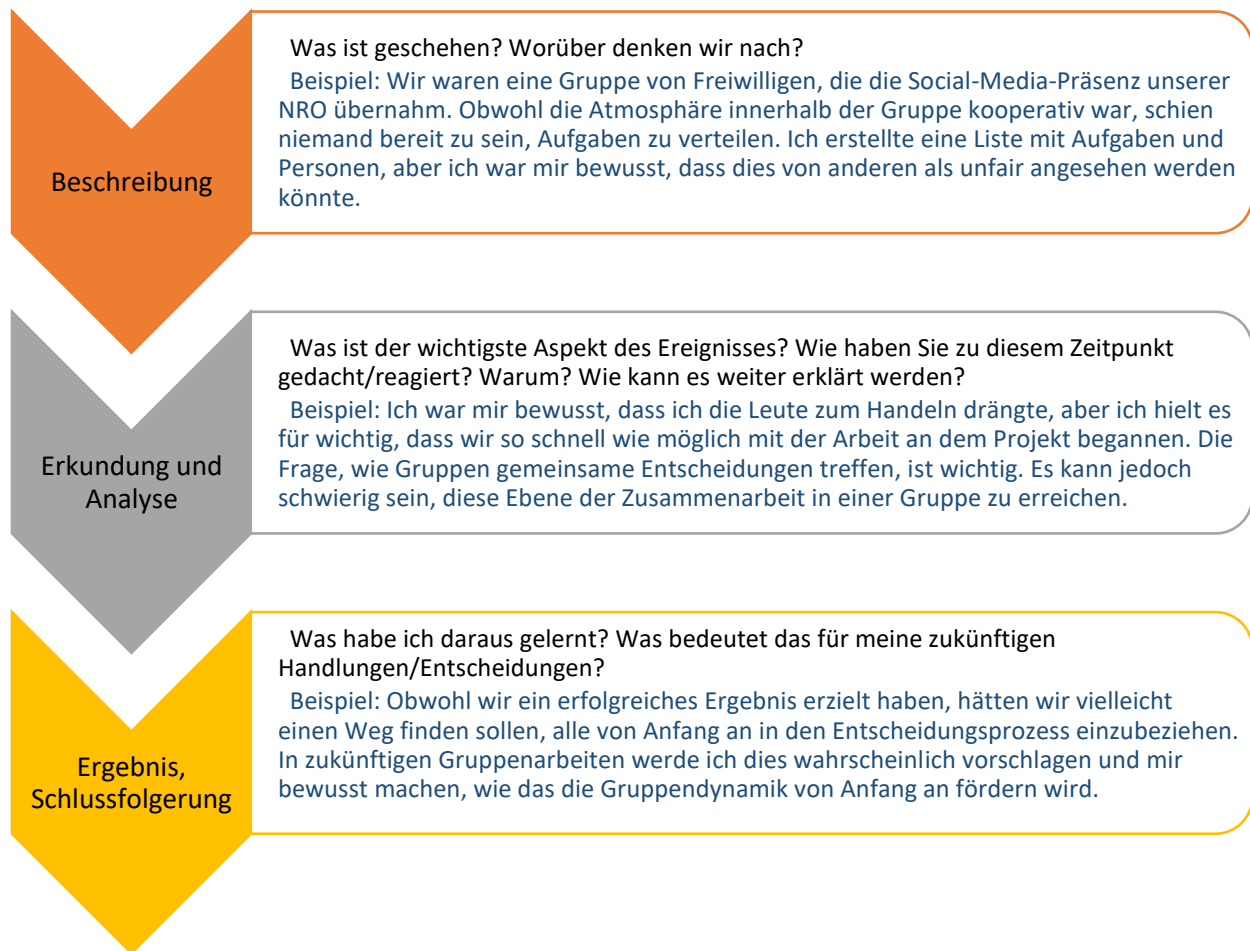 Beschreibung
Was ist geschehen? Worüber denken wir nach?
Beispiel: Wir waren eine Gruppe von Freiwilligen, die die Social-Media-Präsenz unserer
NRO übernahm. Obwohl die Atmosphäre innerhalb der Gruppe kooperativ war, schien
niemand bereit zu sein, Aufgaben zu verteilen. Ich erstellte eine Liste mit Aufgaben und
Personen, aber ich war mir bewusst, dass dies von anderen als unfair angesehen werden
könnte.
Erkundung und
Analyse
Was ist der wichtigste Aspekt des Ereignisses? Wie haben Sie zu diesem Zeitpunkt
gedacht/reagiert? Warum? Wie kann es weiter erklärt werden?
Beispiel: Ich war mir bewusst, dass ich die Leute zum Handeln drängte, aber ich hielt es
für wichtig, dass wir so schnell wie möglich mit der Arbeit an dem Projekt begannen. Die
Frage, wie Gruppen gemeinsame Entscheidungen treffen, ist wichtig. Es kann jedoch
schwierig sein, diese Ebene der Zusammenarbeit in einer Gruppe zu erreichen.
Ergebnis,
Schlussfolgerung
Was habe ich daraus gelernt? Was bedeutet das für meine zukünftigen
Handlungen/Entscheidungen?
Beispiel: Obwohl wir ein erfolgreiches Ergebnis erzielt haben, hätten wir vielleicht
einen Weg finden sollen, alle von Anfang an in den Entscheidungsprozess einzubeziehen.
In zukünftigen Gruppenarbeiten werde ich dies wahrscheinlich vorschlagen und mir
bewusst machen, wie das die Gruppendynamik von Anfang an fördern wird.